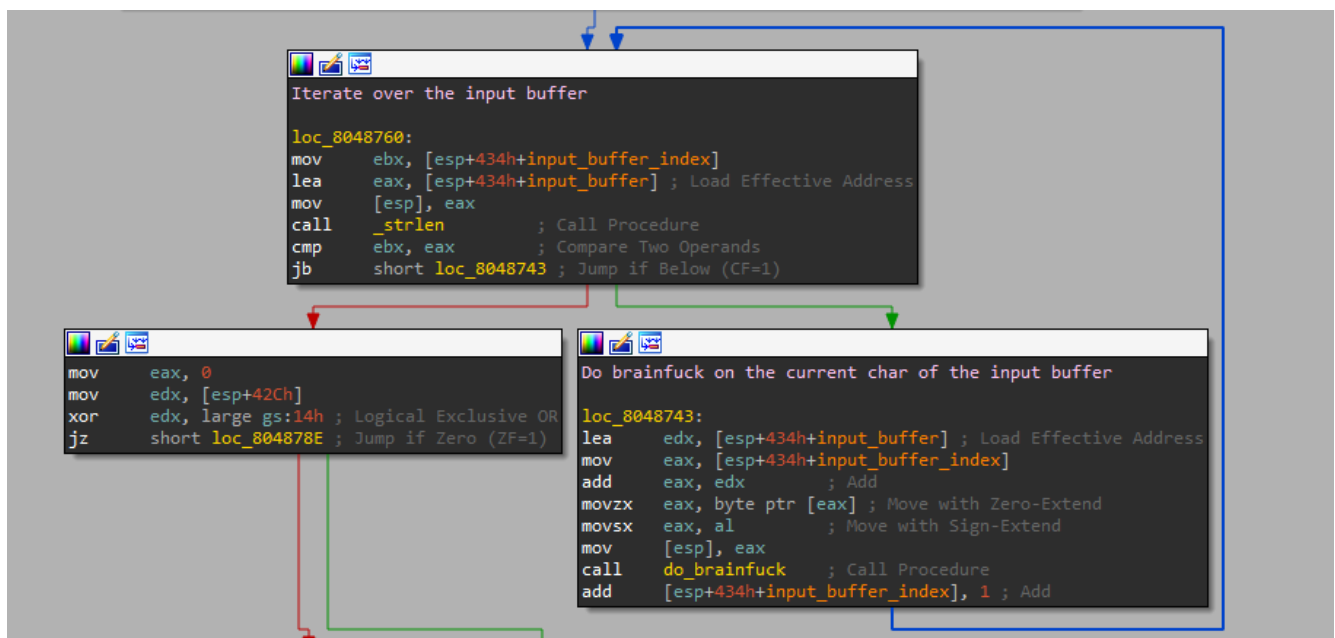 Iterate over the input buffer
loc_8048760:
mov ebx, [esp+434h+input_buffer_index]
lea eax, [esp+434h+input_buffer] ; Load Effective Address
mov [esp], eax
call _strlen ; Call Procedure
cmp ebx, eax ; Compare Two Operands
jb short loc_8048743 ; Jump if Below (CF=1)
mov eax, 0
mov edx, [esp+42Ch]
xor edx, large gs:14h ; Logical Exclusive OR
jz short loc_804878E ; Jump if Zero (ZF=1)
Do brainfuck on the current char of the input buffer
loc_8048743:
lea edx, [esp+434h+input_buffer] ; Load Effective Address
mov eax, [esp+434h+input_buffer_index]
add eax, edx ; Add
movzx eax, byte ptr [eax] ; Move with Zero-Extend
movsx eax, al ; Move with Sign-Extend
mov [esp], eax
call do_brainfuck ; Call Procedure
add [esp+434h+input_buffer_index], 1 ; Add